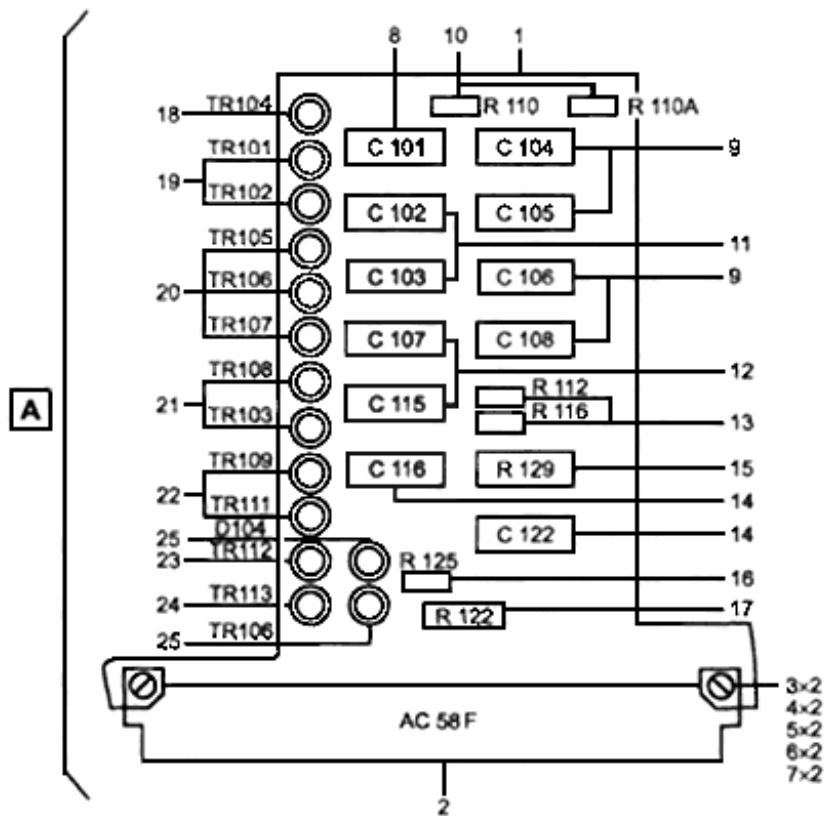 8 10 1
18 TR104 R 110 R 110A
TR101 C 101 C 104 9
19
TR102 C 102 C 105
TR105 11
20 TR106 C 103 C 106 9
TR107 C 107 C 108
TR108 R 112 12
A 21 C 115 R 116 13
TR103
TR109 C 116 R 129 15
22 14
TR111
D104 C 122 14
25
23 TR112 R 125 16
24 TR113 R 122 17
25 TR106
3×2
AC 58 F 4×2
5×2
6×2
7×2
2